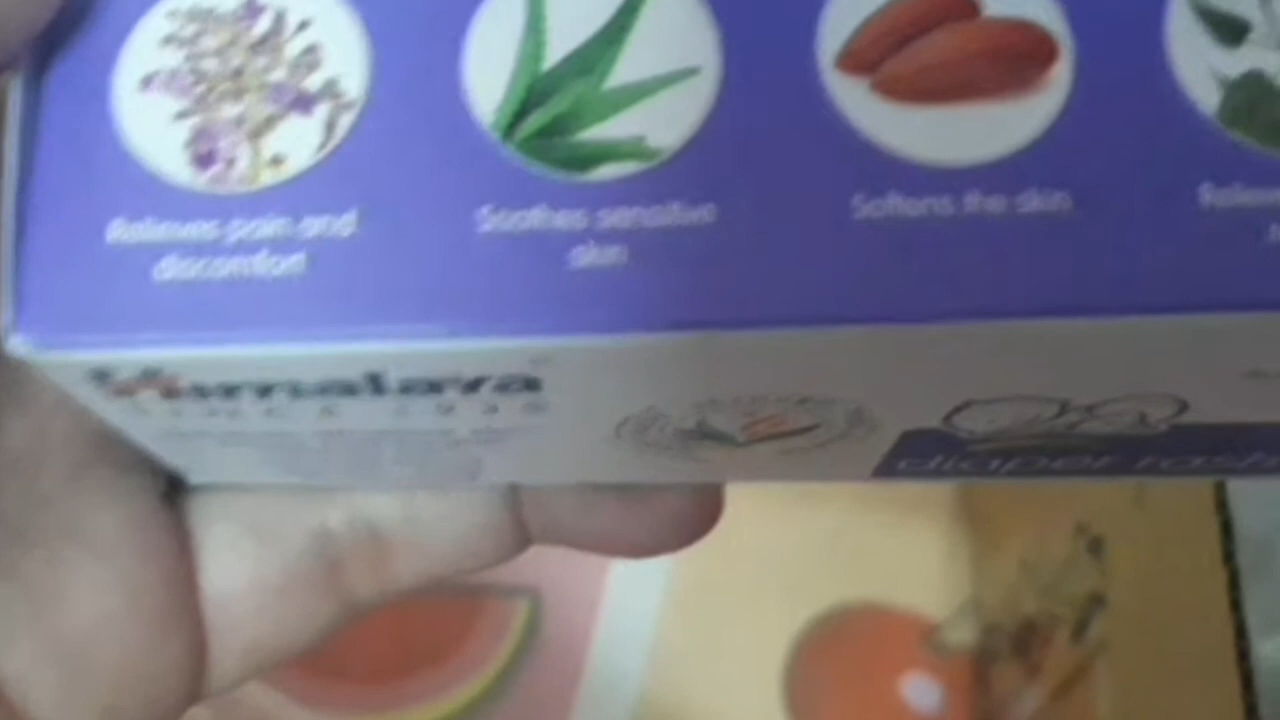 Relieves pain and
discomfort
Soothes sensitive
skin
Softens the skin
Himalaya
SINCE 1930
diaper rash